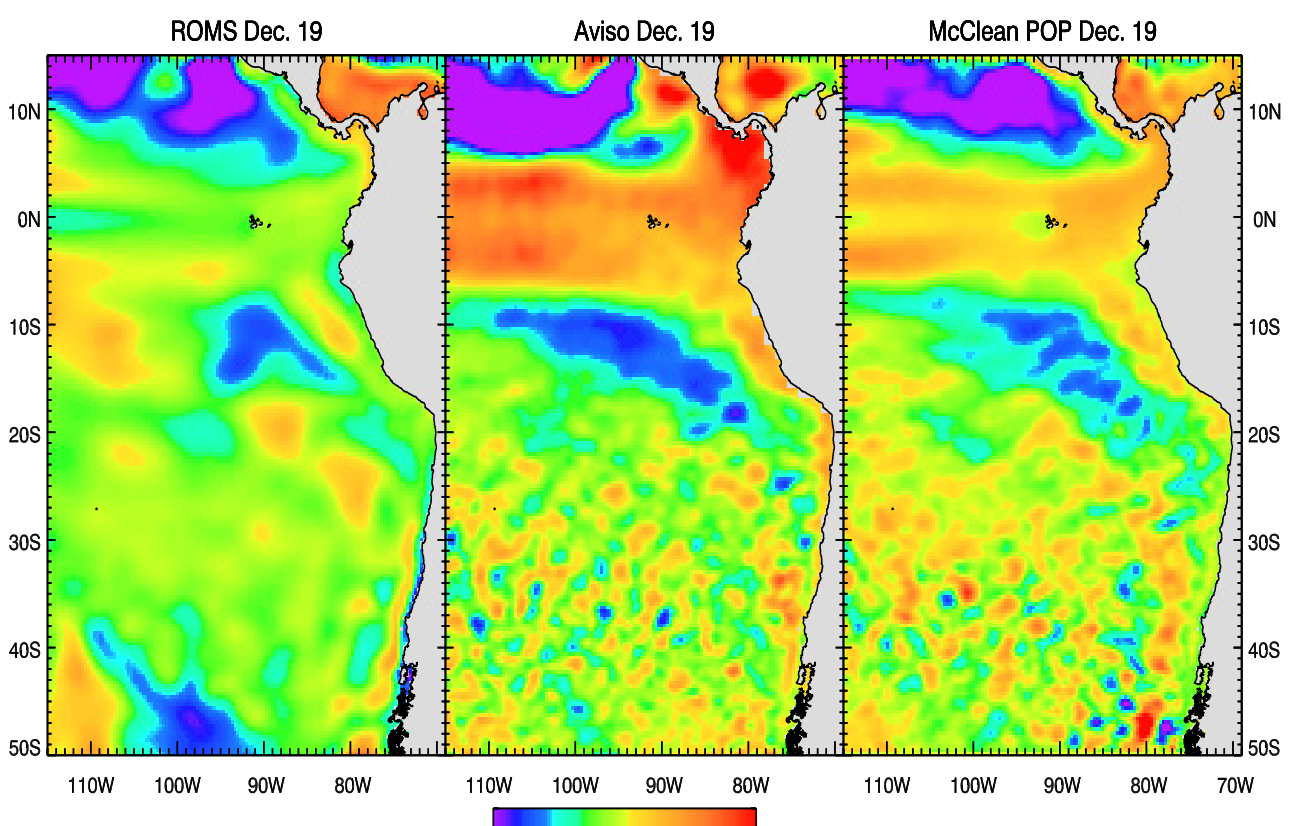 ROMS Dec. 19 Aviso Dec. 19 McClean POP Dec. 19
10N 10N
0N 0N
10S 10S
20S 20S
30S 30S
40S 40S
50S 50S
110W 100W 90W 80W 110W 100W 90W 80W 110W 100W 90W 80W 70W